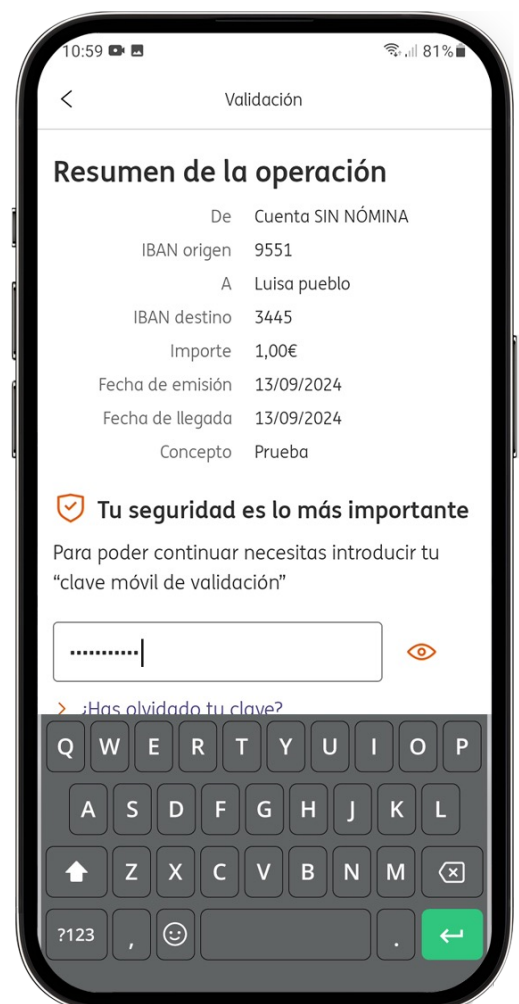 10:59 81%
Validación
Resumen de la operación
De Cuenta SIN NÓMINA
IBAN origen 9551
A Luisa pueblo
IBAN destino 3445
Importe 1,00€
Fecha de emisión 13/09/2024
Fecha de llegada 13/09/2024
Concepto Prueba
Tu seguridad es lo más importante
Para poder continuar necesitas introducir tu
“clave móvil de validación”
•••••••••••
¿Has olvidado tu clave?
Q W E R T Y U I O P
A S D F G H J K L
Z X C V B N M
?123 , .